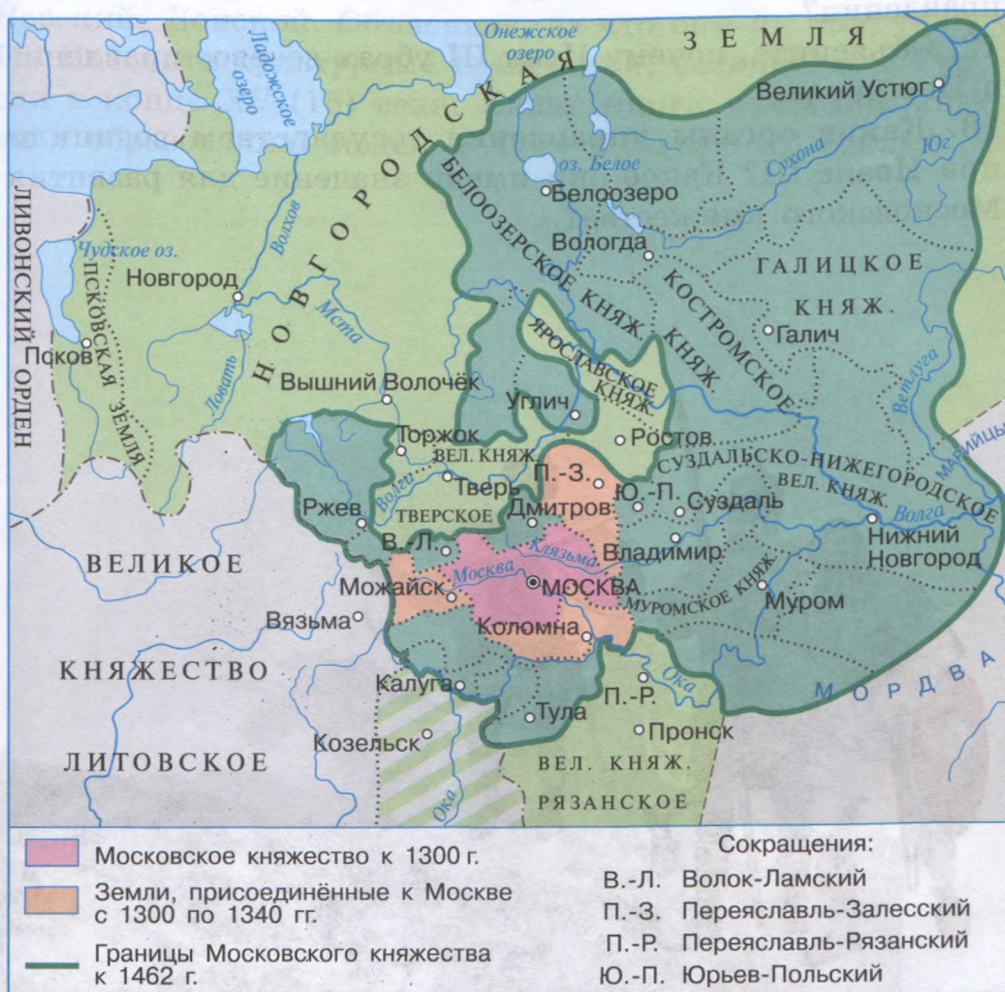 Онежское
озеро
Ладожское
озеро
ЗЕМЛЯ
НОВГОРОДСКАЯ
Великий Устюг
Юг
Сухона
оз. Белое
Белоозеро
БЕЛООЗЕРСКОЕ КНЯЖ.
Вологда
ГАЛИЦКОЕ
КНЯЖ.
Галич
КОСТРОМСКОЕ
КНЯЖ.
Ветлуга
МАРИЙЦЫ
ЛИВОНСКИЙ ОРДЕН
Чудское оз.
ПСКОВСКАЯ ЗЕМЛЯ
Псков
Новгород
Волхов
Мста
Ловать
Вышний Волочёк
Торжок
ВЕЛ. КНЯЖ.
ТВЕРСКОЕ
Тверь
Волга
Ржев
ЯРОСЛАВСКОЕ
КНЯЖ.
Углич
Ростов
П.-З.
Дмитров
Ю.-П.
Суздаль
СУЗДАЛЬСКО-НИЖЕГОРОДСКОЕ
ВЕЛ. КНЯЖ.
Волга
Нижний
Новгород
Владимир
В.-Л.
Клязьма
Москва
МОСКВА
Можайск
Коломна
МУРОМСКОЕ КНЯЖ.
Муром
МОРДВА
ВЕЛИКОЕ
КНЯЖЕСТВО
ЛИТОВСКОЕ
Вязьма
Калуга
Козельск
Тула
Ока
П.-Р.
Ока
Пронск
ВЕЛ. КНЯЖ.
РЯЗАНСКОЕ
Московское княжество к 1300 г.
Земли, присоединённые к Москве
с 1300 по 1340 гг.
Границы Московского княжества
к 1462 г.
Сокращения:
В.-Л. Волок-Ламский
П.-З. Переяславль-Залесский
П.-Р. Переяславль-Рязанский
Ю.-П. Юрьев-Польский